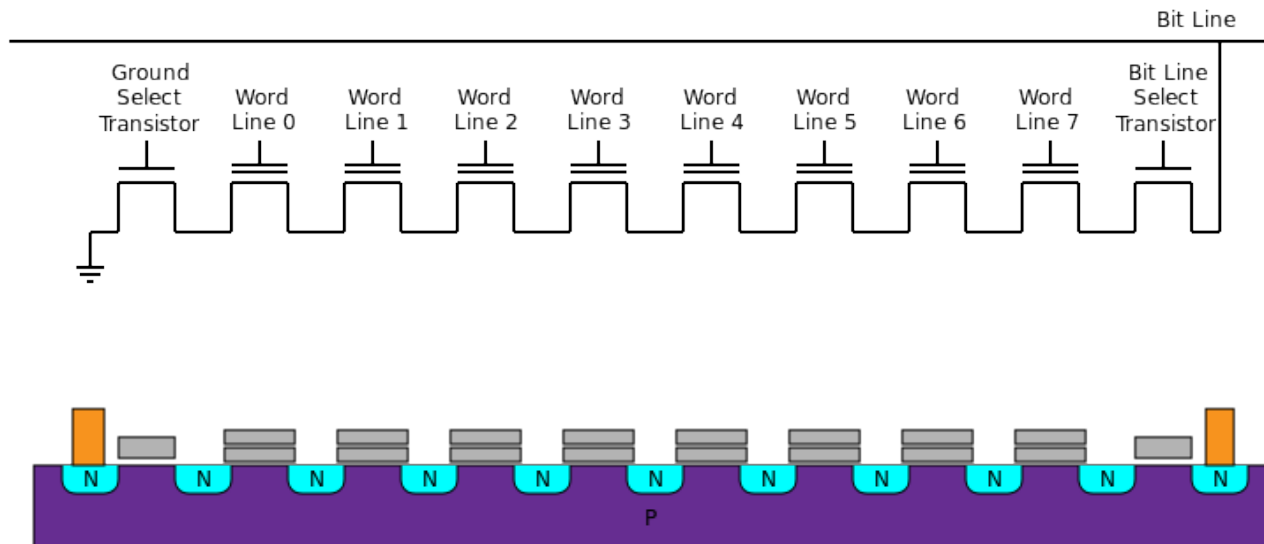 Bit Line
Ground
Select
Transistor
Word
Line 0
Word
Line 1
Word
Line 2
Word
Line 3
Word
Line 4
Word
Line 5
Word
Line 6
Word
Line 7
Bit Line
Select
Transistor
N
N
N
N
N
N
N
N
N
N
N
P